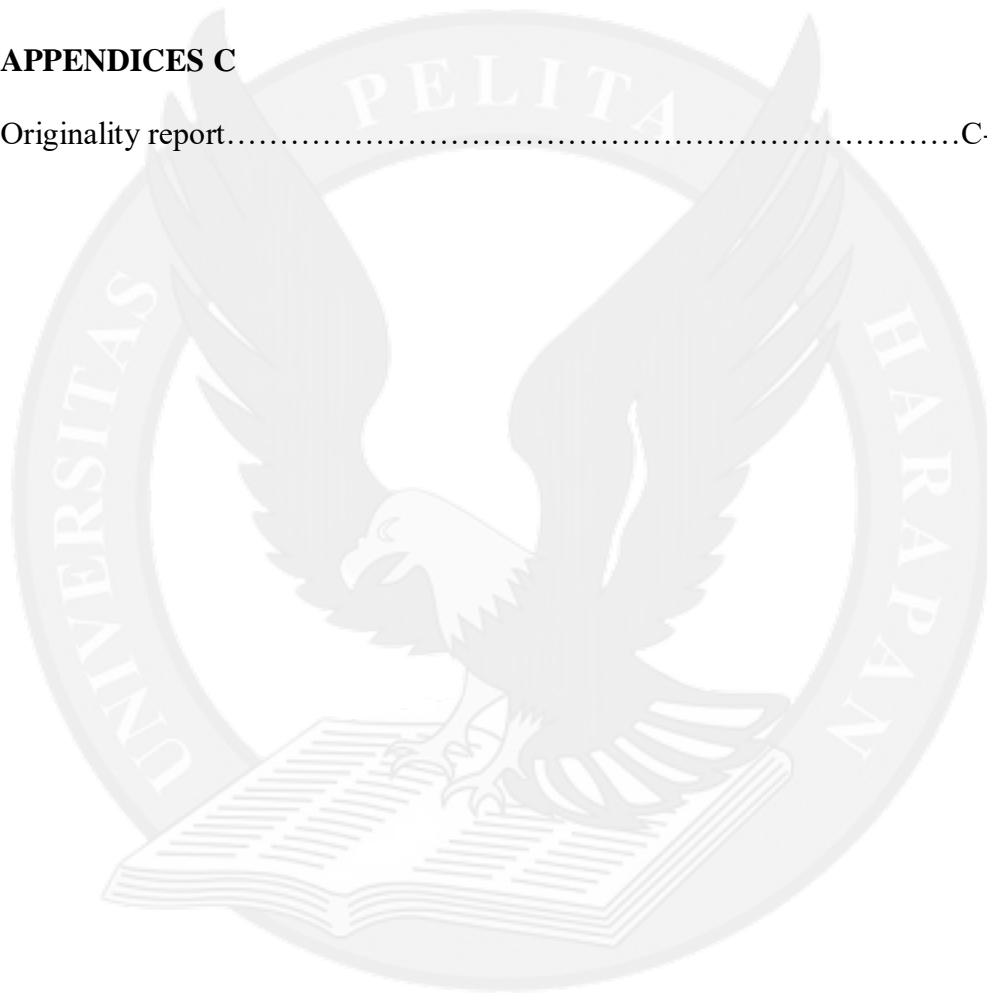 APPENDICES C
Originality report……………………………………………………………C-
UNIVERSITAS PELITA HARAPAN